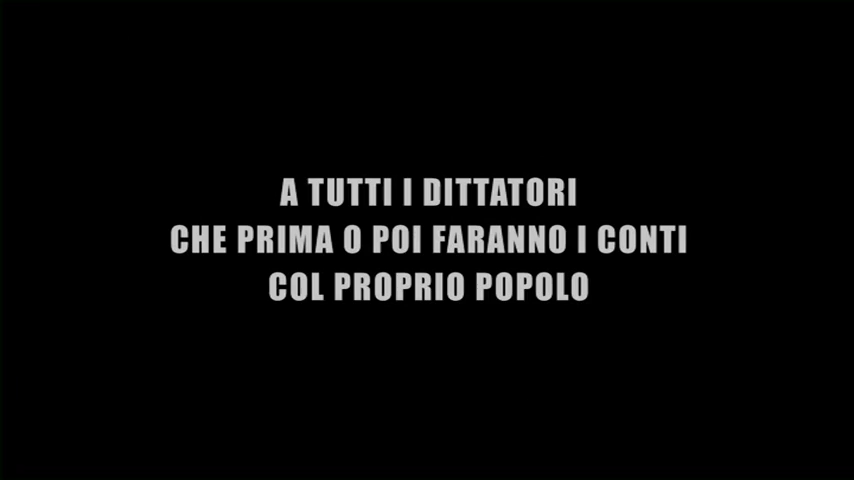 A TUTTI I DITTATORI
CHE PRIMA O POI FARANNO I CONTI
COL PROPRIO POPOLO